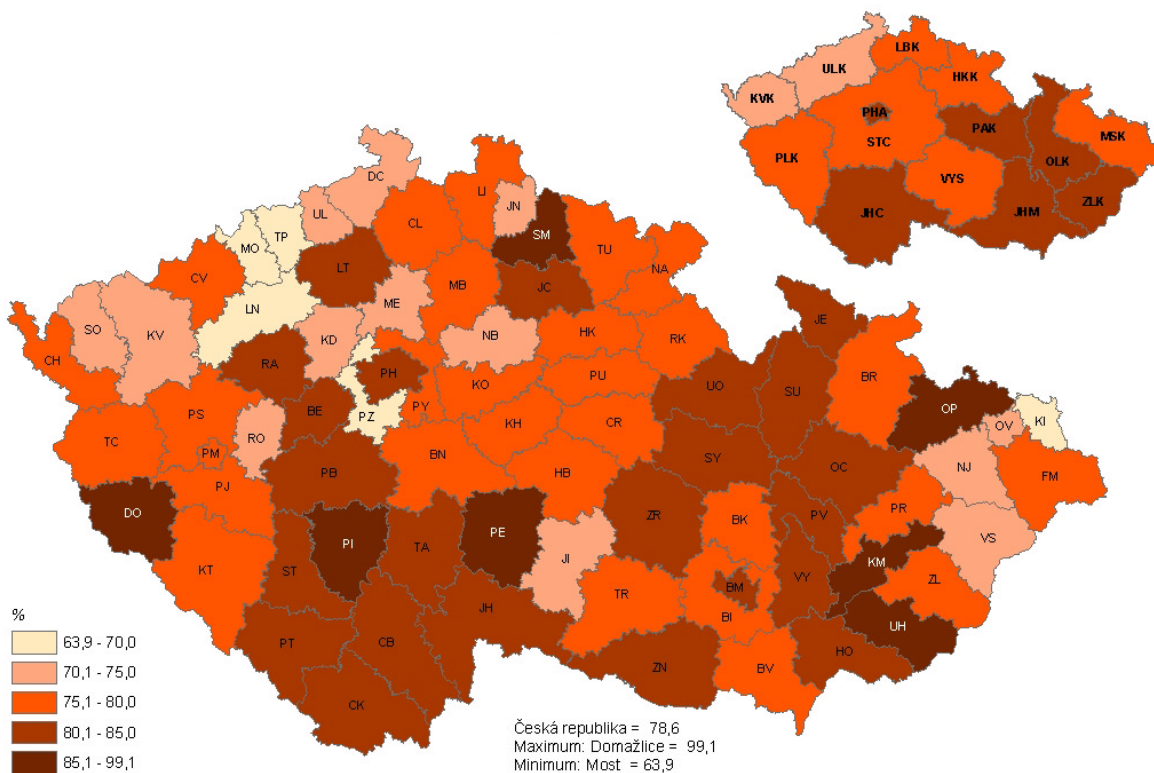 LBK
ULK
HKK
KVK
PHA
PAK
MSK
STC
OLK
PLK
VYS
ZLK
JHC
JHM
DC
LI
UL
JN
TP
CL
SM
MO
TU
LT
CV
NA
MB
JC
LN
ME
SO
KV
NB
HK
KD
JE
CH
RK
RA
PH
BR
KO
PU
SU
UO
BE
PY
OP
PZ
PS
KH
CR
OV
KI
RO
TC
PM
BN
SY
OC
NJ
PB
HB
FM
PJ
PR
DO
ZR
BK
PV
PE
PI
VS
TA
JI
KM
KT
ST
VY
ZL
BM
TR
JH
BI
UH
PT
CB
HO
ZN
BV
CK
%
63,9 - 70,0
70,1 - 75,0
75,1 - 80,0
80,1 - 85,0
85,1 - 99,1
Česká republika = 78,6
Maximum: Domažlice = 99,1
Minimum: Most = 63,9